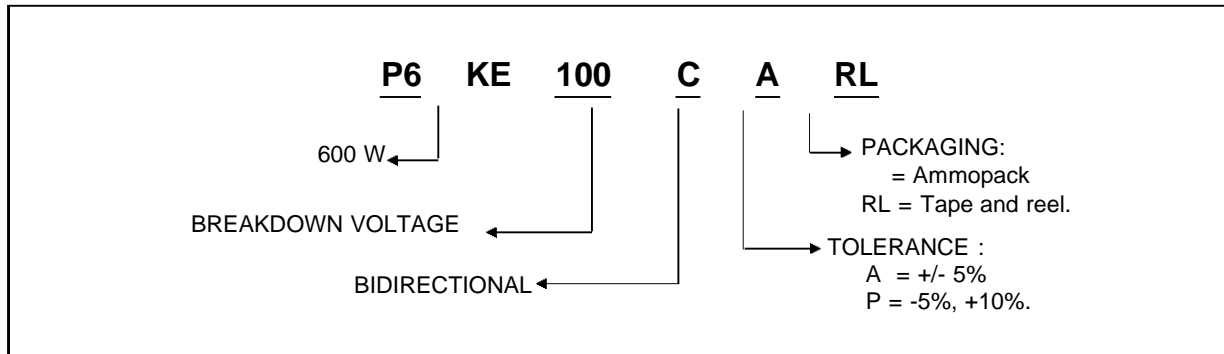 P6 KE 100 C A RL
600 W
PACKAGING:
= Ammopack
RL = Tape and reel.
BREAKDOWN VOLTAGE
TOLERANCE :
A = +/- 5%
P = -5%, +10%.
BIDIRECTIONAL